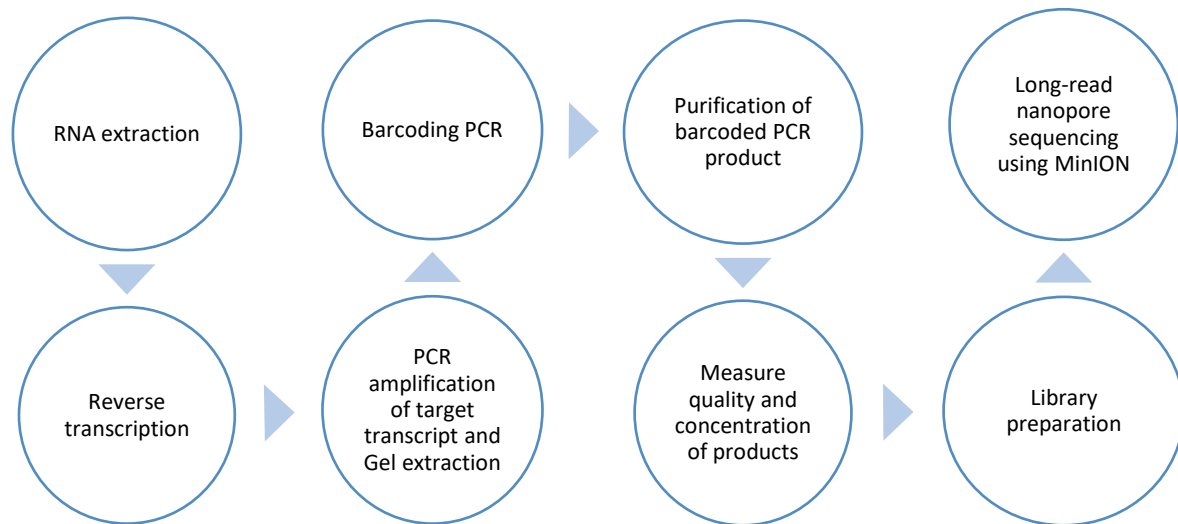 RNA extraction
Reverse
transcription
PCR
amplification
of target
transcript and
Gel extraction
Barcoding PCR
Purification of
barcoded PCR
product
Measure
quality and
concentration
of products
Library
preparation
Long-read
nanopore
sequencing
using MinION